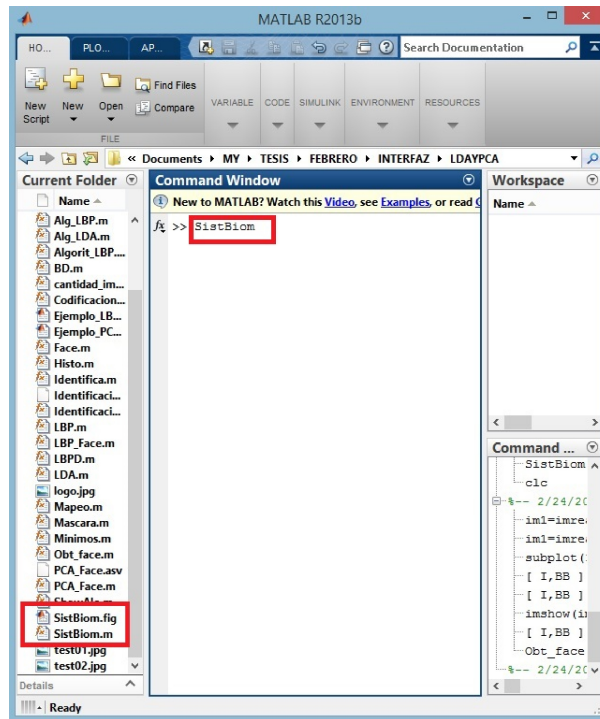 MATLAB R2013b
HO... PLO... AP... Search Documentation
New Script New Open Find Files Compare VARIABLE CODE SIMULINK ENVIRONMENT RESOURCES
FILE
« Documents MY TESIS FEBRERO INTERFAZ LDAYPCA
Current Folder
Name
Alg_LBP.m
Alg_LDA.m
Algorit_LBP....
BD.m
cantidad_im...
Codificacion...
Ejemplo_LB...
Ejemplo_PC...
Face.m
Histo.m
Identifica.m
Identificaci...
Identificaci...
LBP.m
LBP_Face.m
LBPD.m
LDA.m
logo.jpg
Mapeo.m
Mascara.m
Minimos.m
Obt_face.m
PCA_Face.asv
PCA_Face.m
SistBiom.fig
SistBiom.m
test01.jpg
test02.jpg
Details
Command Window
New to MATLAB? Watch this Video, see Examples, or read
fx >> SistBiom
Workspace
Name
Command ...
SistBiom
clc
%-- 2/24/20
im1=imre
im1=imre
subplot(
[ I,BB ]
[ I,BB ]
imshow(i
[ I,BB ]
Obt_face
%-- 2/24/20
Ready